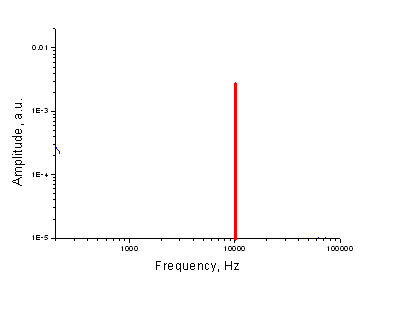 0.01
1E-3
1E-4
1E-5
Amplitude, a.u.
1000
10000
100000
Frequency, Hz